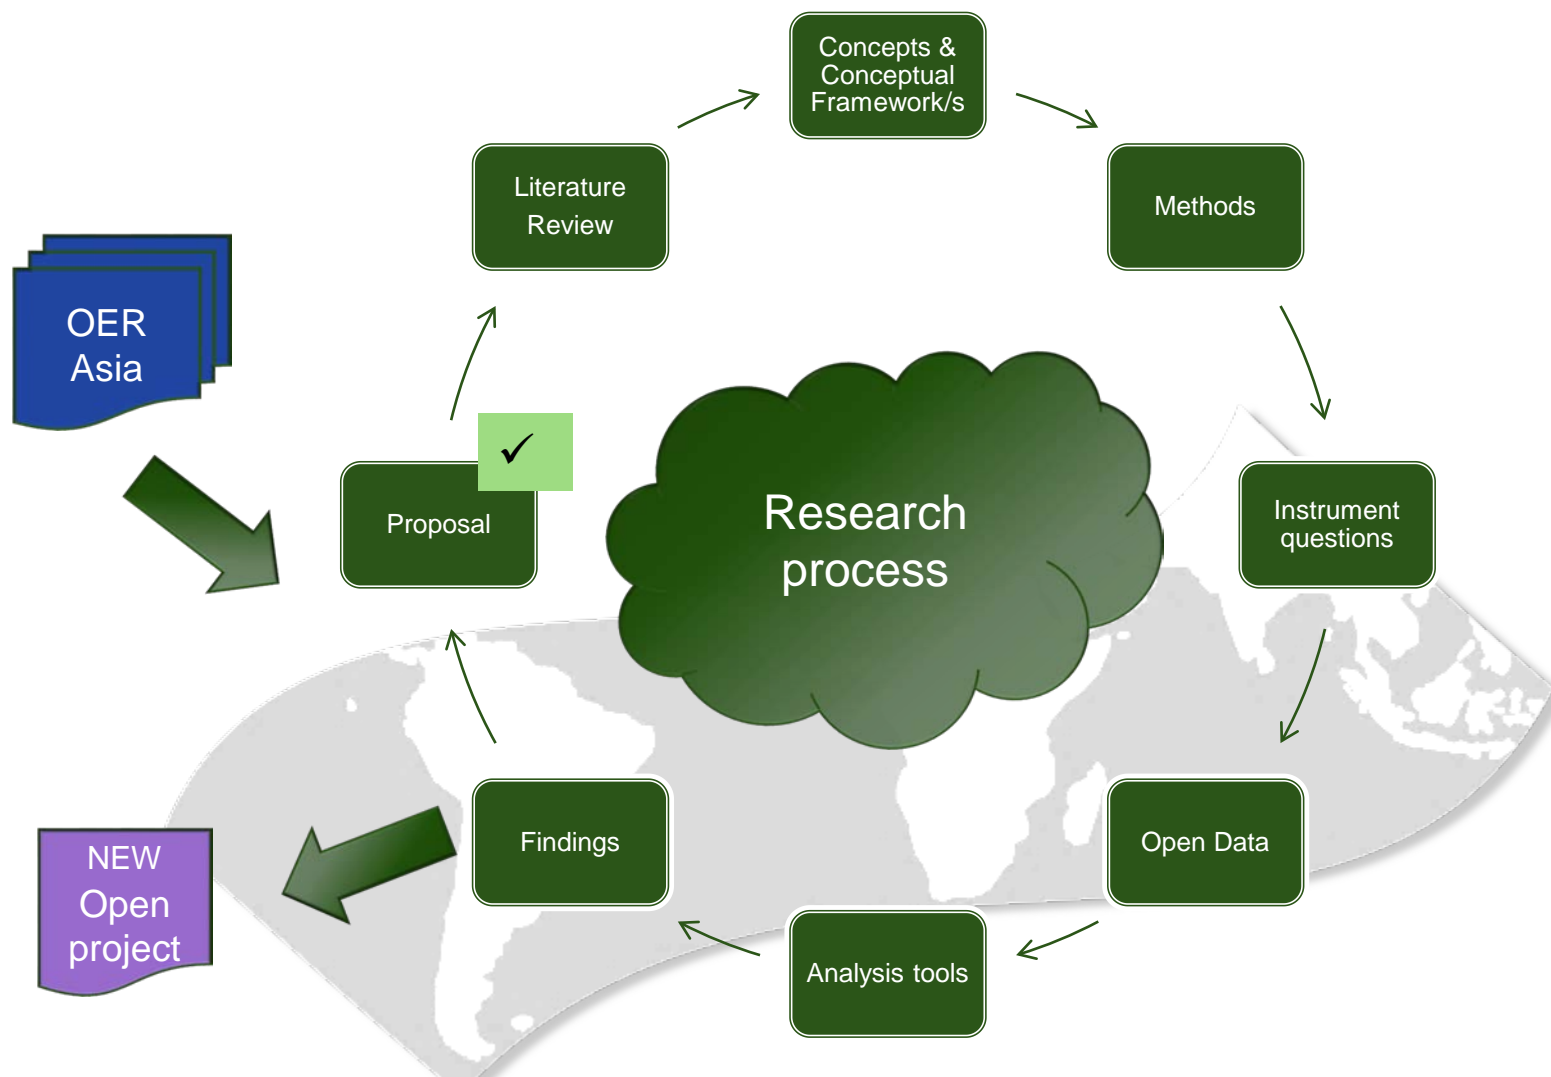 Concepts &
Conceptual
Framework/s
Literature
Review
Methods
OER
Asia
✓
Proposal
Research
process
Instrument
questions
Findings
Open Data
NEW
Open
project
Analysis tools